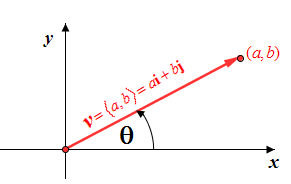 y
(a, b)
v = ⟨a, b⟩ = ai + bj
θ
x